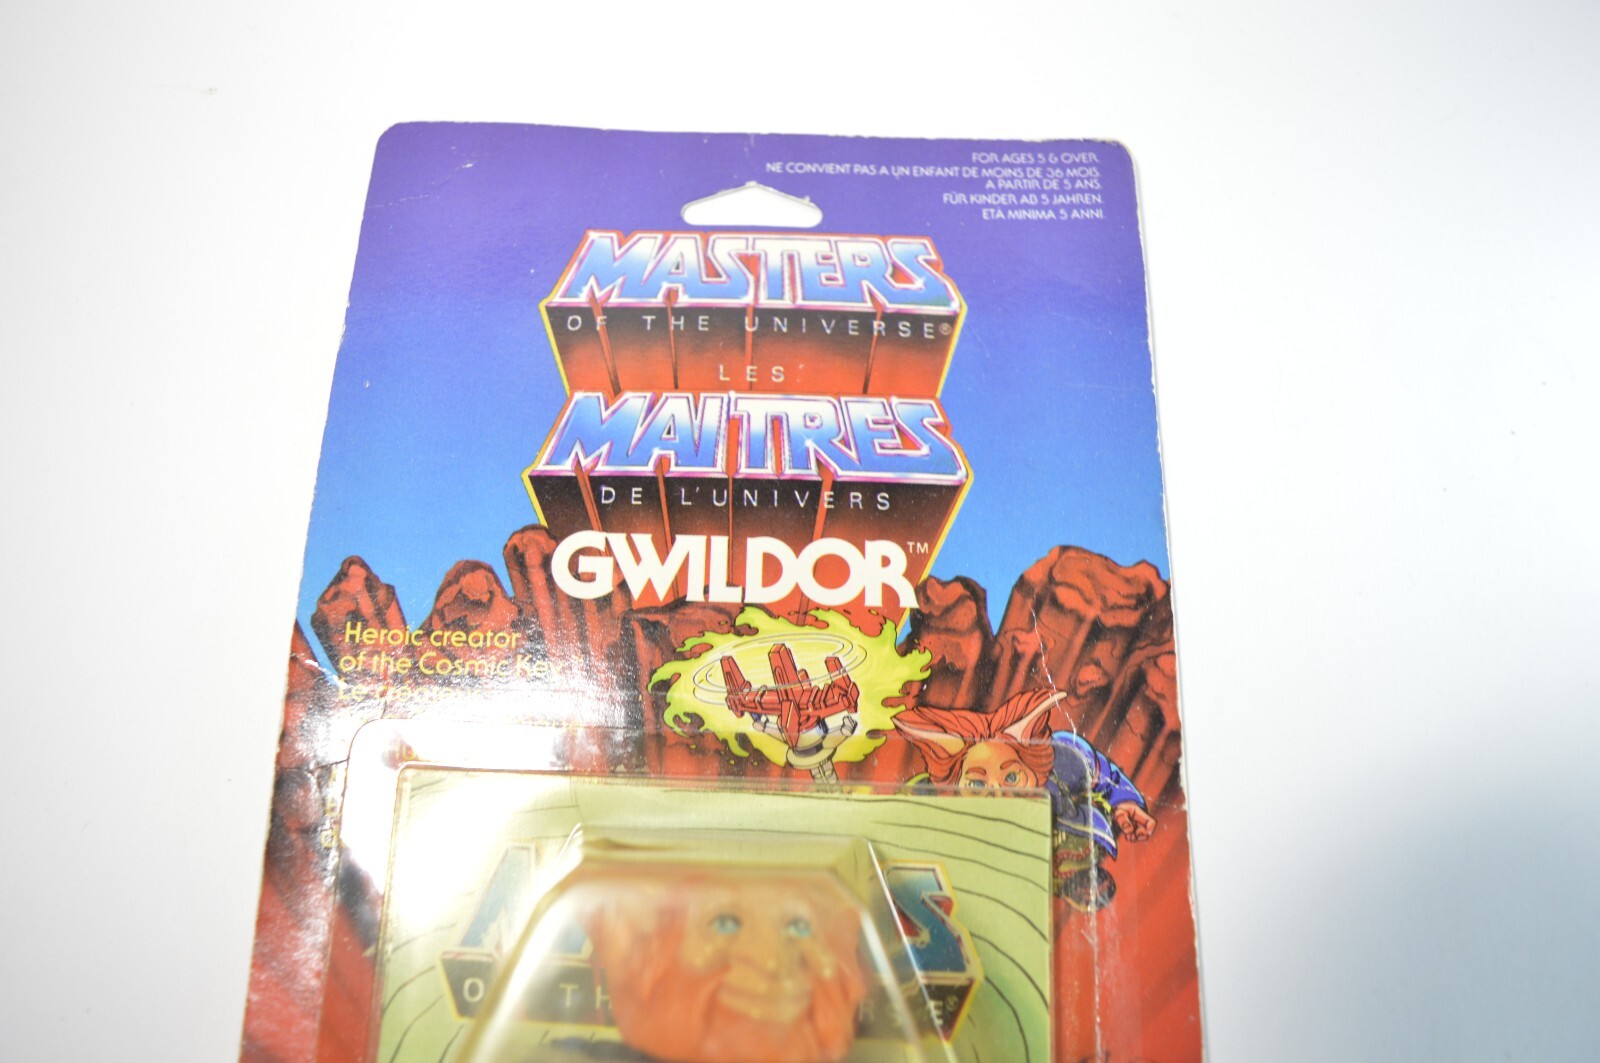 FOR AGES 5 & OVER.
NE CONVIENT PAS A UN ENFANT DE MOINS DE 36 MOIS.
A PARTIR DE 5 ANS.
FÜR KINDER AB 5 JAHREN.
ETA MINIMA 5 ANNI.
MASTERS
OF THE UNIVERSE®
LES
MAITRES
DE L'UNIVERS
GWILDOR™
Heroic creator
of the Cosmic Key